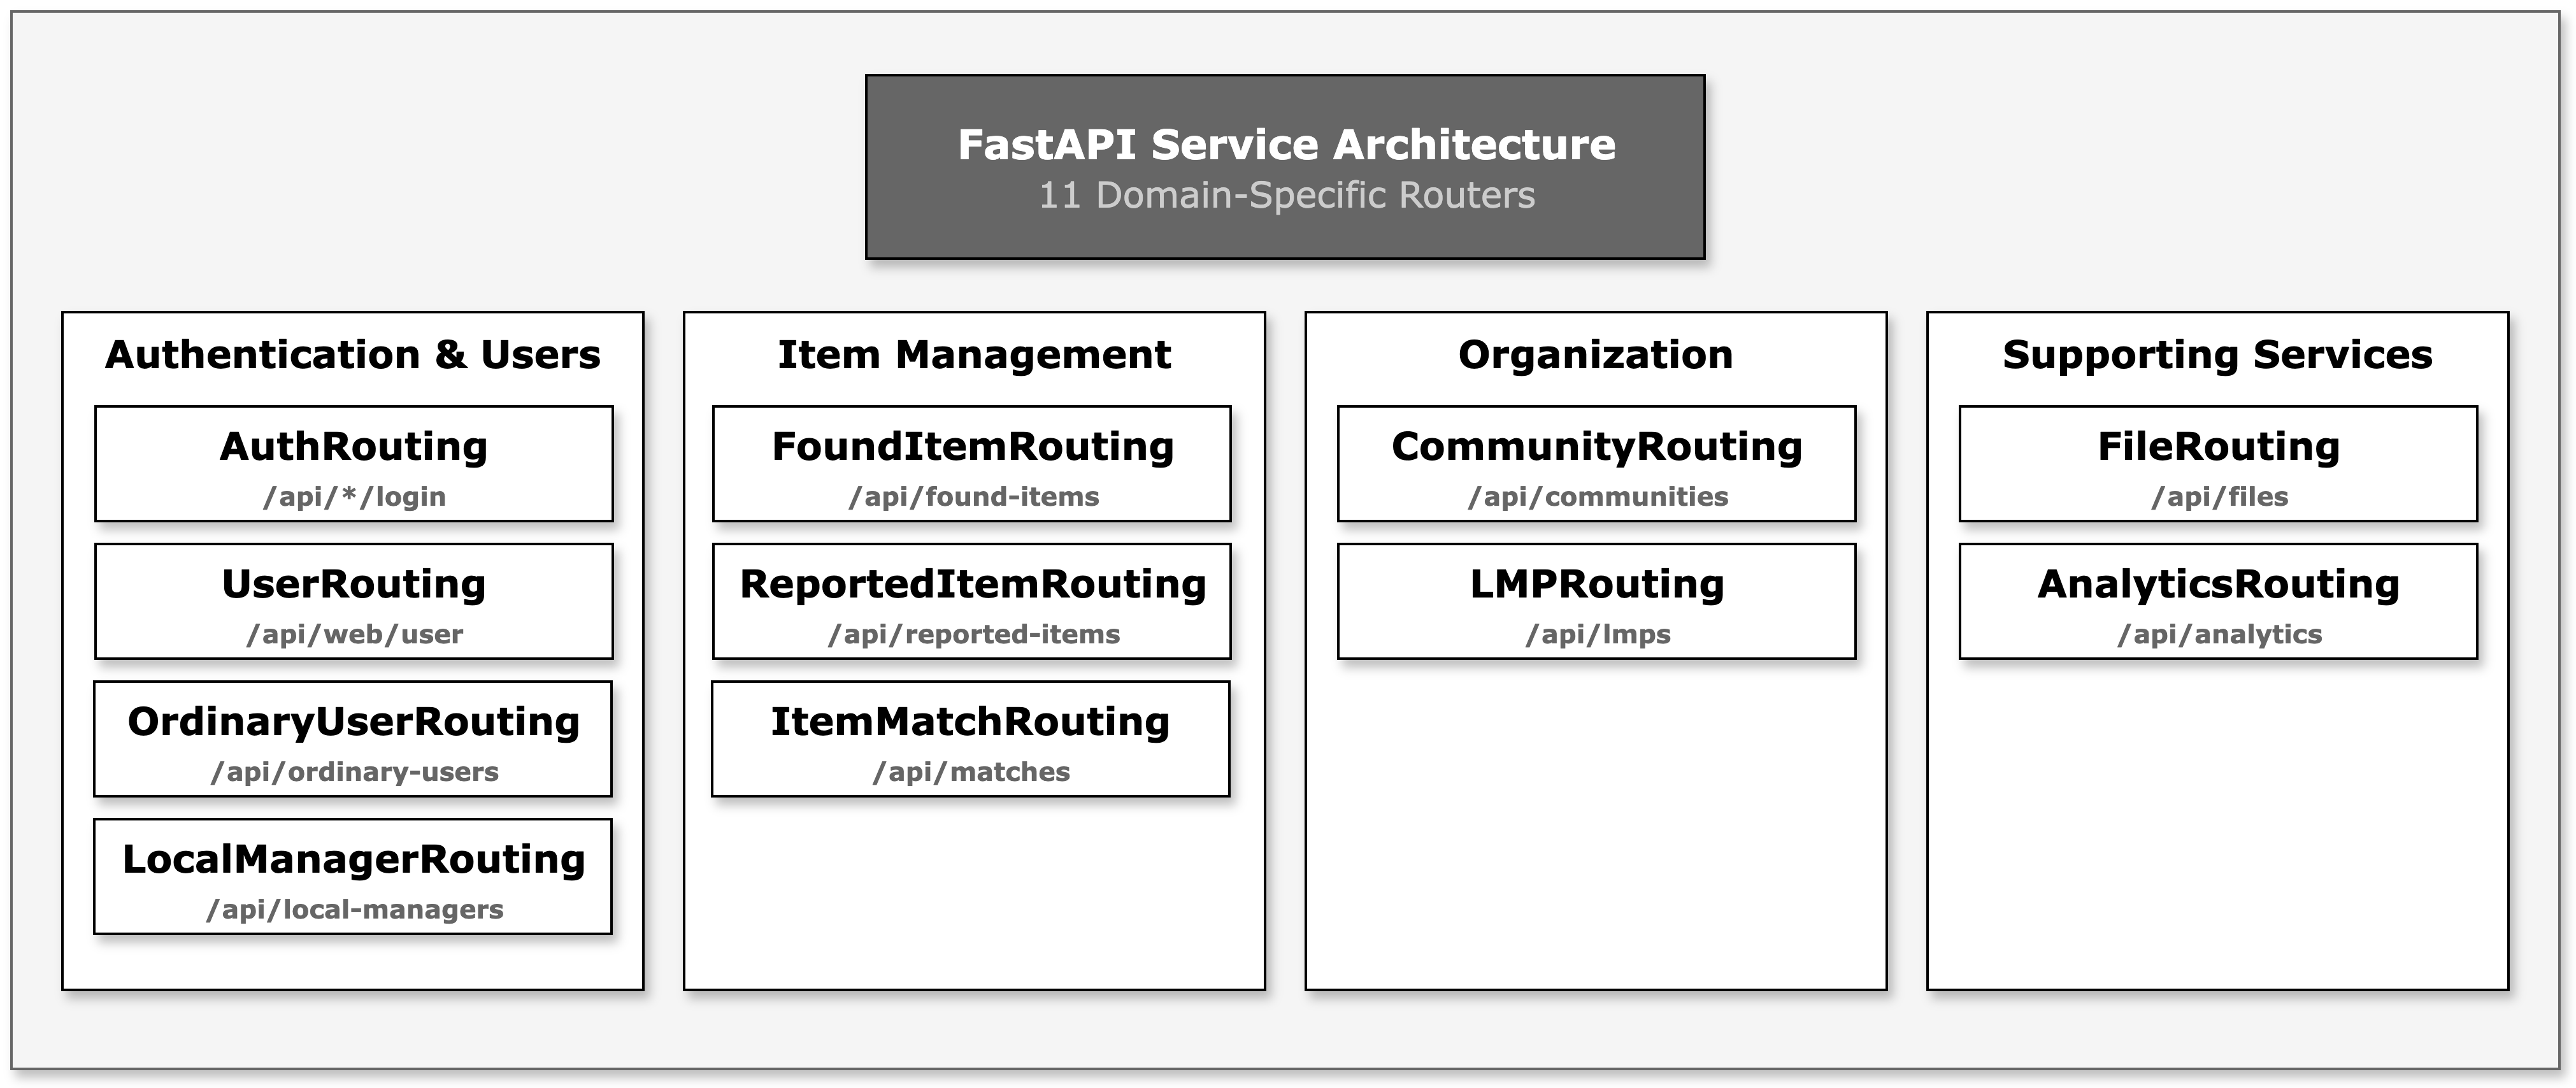 FastAPI Service Architecture
11 Domain-Specific Routers
Authentication & Users
AuthRouting
/api/*/login
UserRouting
/api/web/user
OrdinaryUserRouting
/api/ordinary-users
LocalManagerRouting
/api/local-managers
Item Management
FoundItemRouting
/api/found-items
ReportedItemRouting
/api/reported-items
ItemMatchRouting
/api/matches
Organization
CommunityRouting
/api/communities
LMPRouting
/api/lmps
Supporting Services
FileRouting
/api/files
AnalyticsRouting
/api/analytics